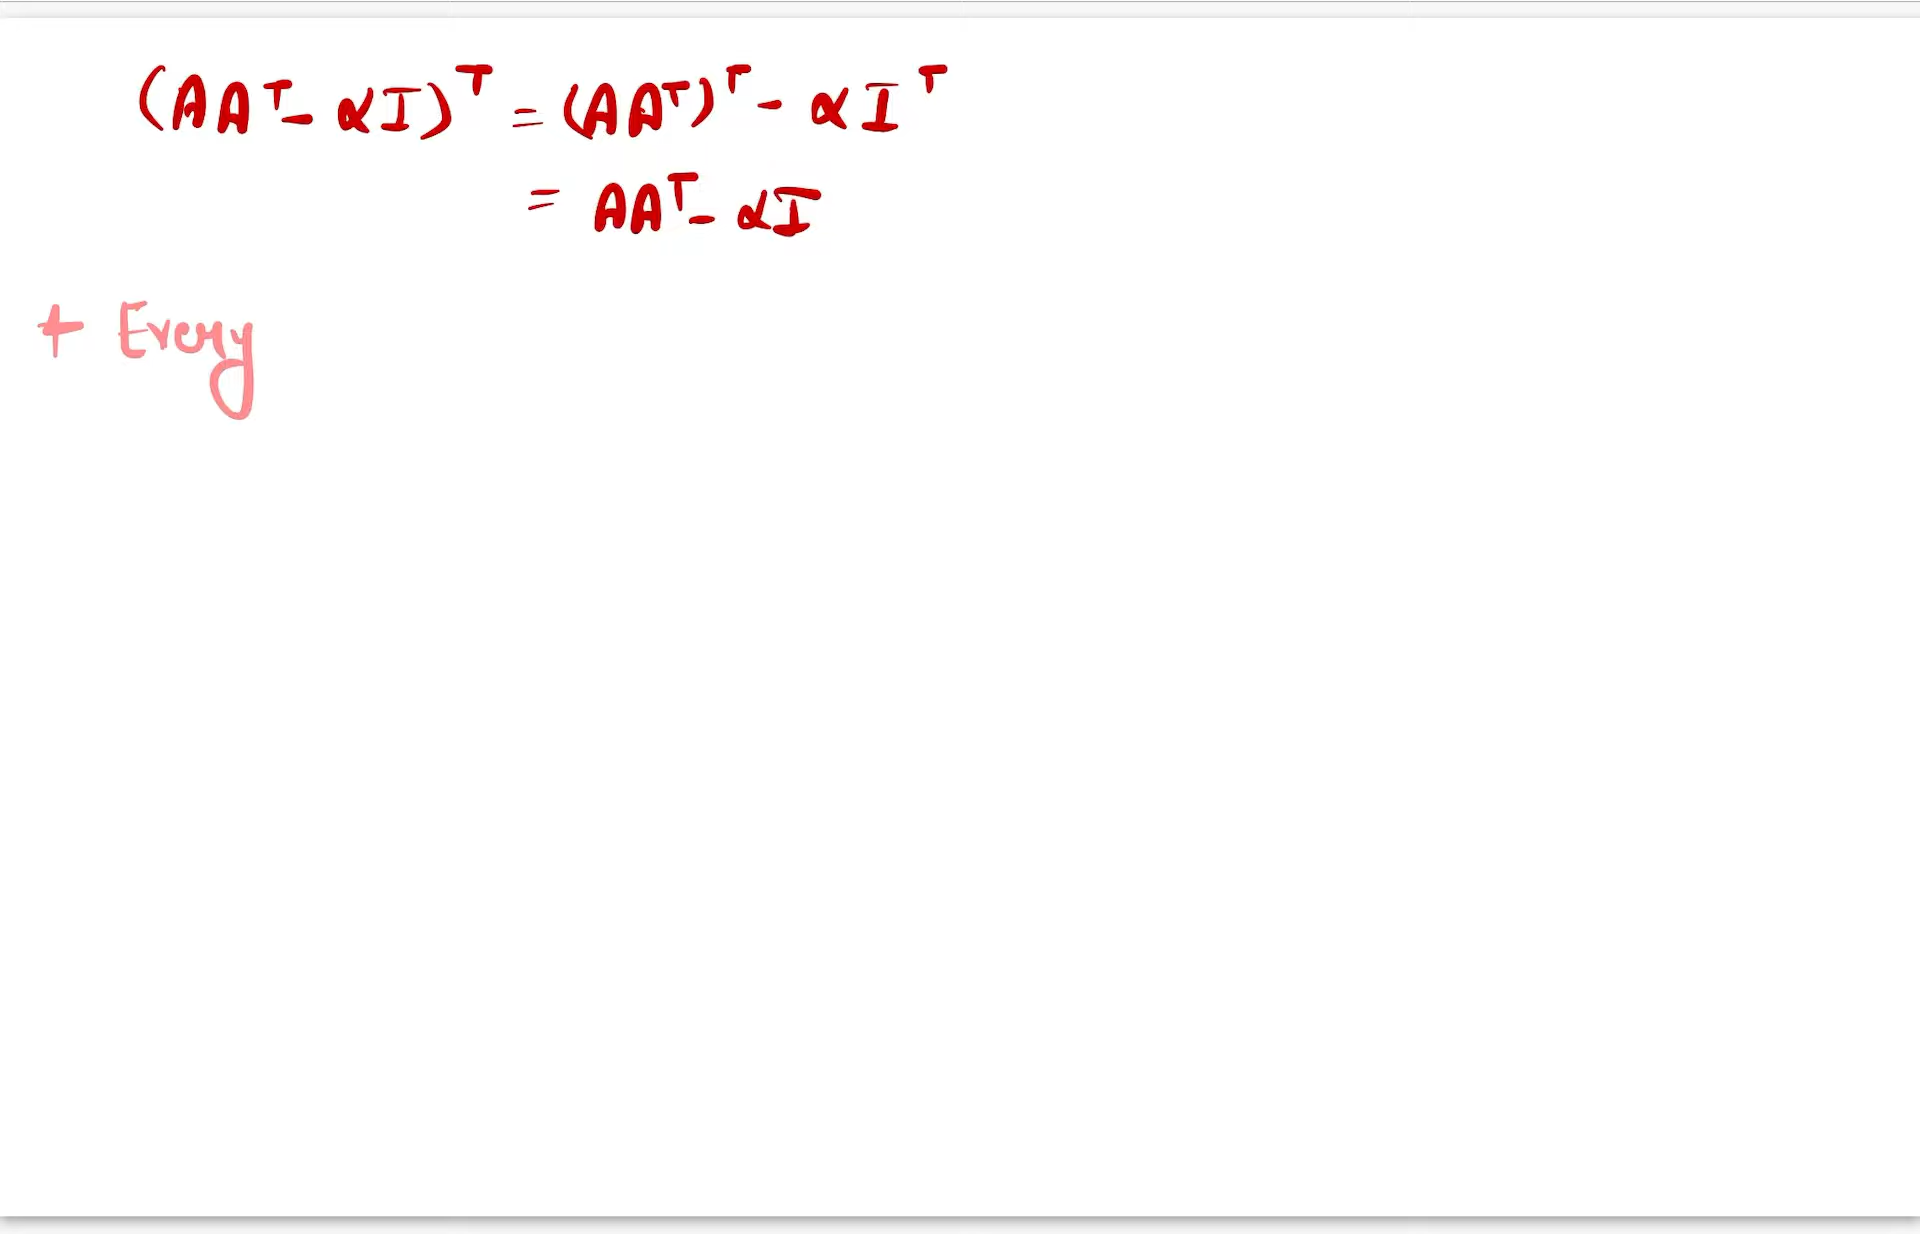 (AAᵀ - αI)ᵀ = (AAᵀ)ᵀ - αIᵀ
= AAᵀ - αI
+ Every